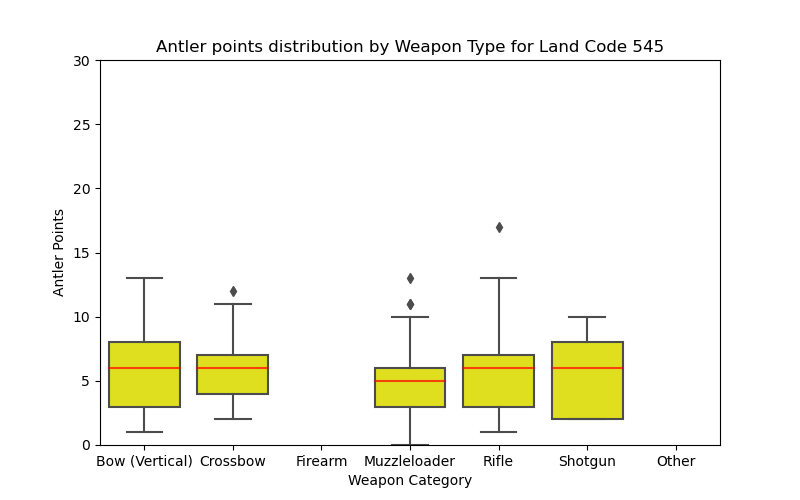 Antler points distribution by Weapon Type for Land Code 545
30
25
20
15
10
5
0
Antler Points
Bow (Vertical) Crossbow Firearm Muzzleloader Rifle Shotgun Other
Weapon Category